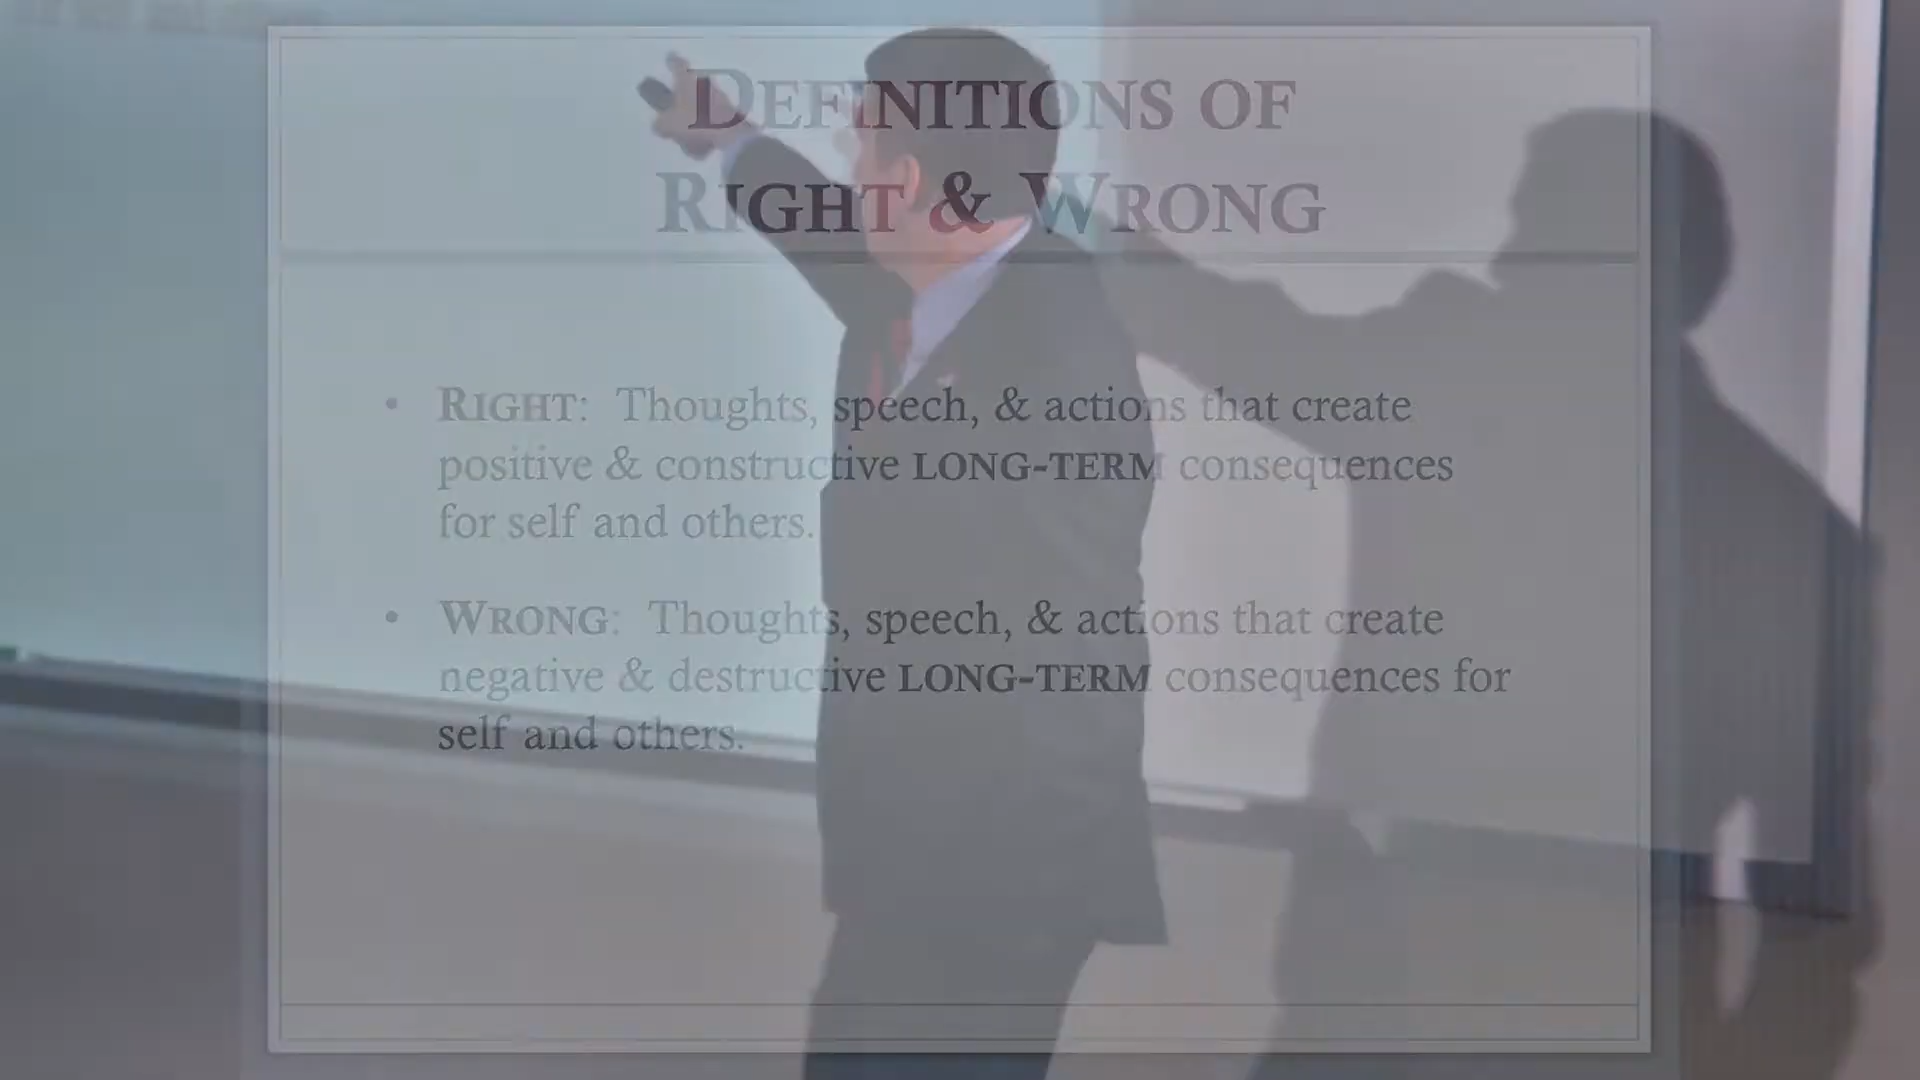 DEFINITIONS OF
RIGHT & WRONG
• RIGHT: Thoughts, speech, & actions that create
positive & constructive LONG-TERM consequences
for self and others.
• WRONG: Thoughts, speech, & actions that create
negative & destructive LONG-TERM consequences for
self and others.